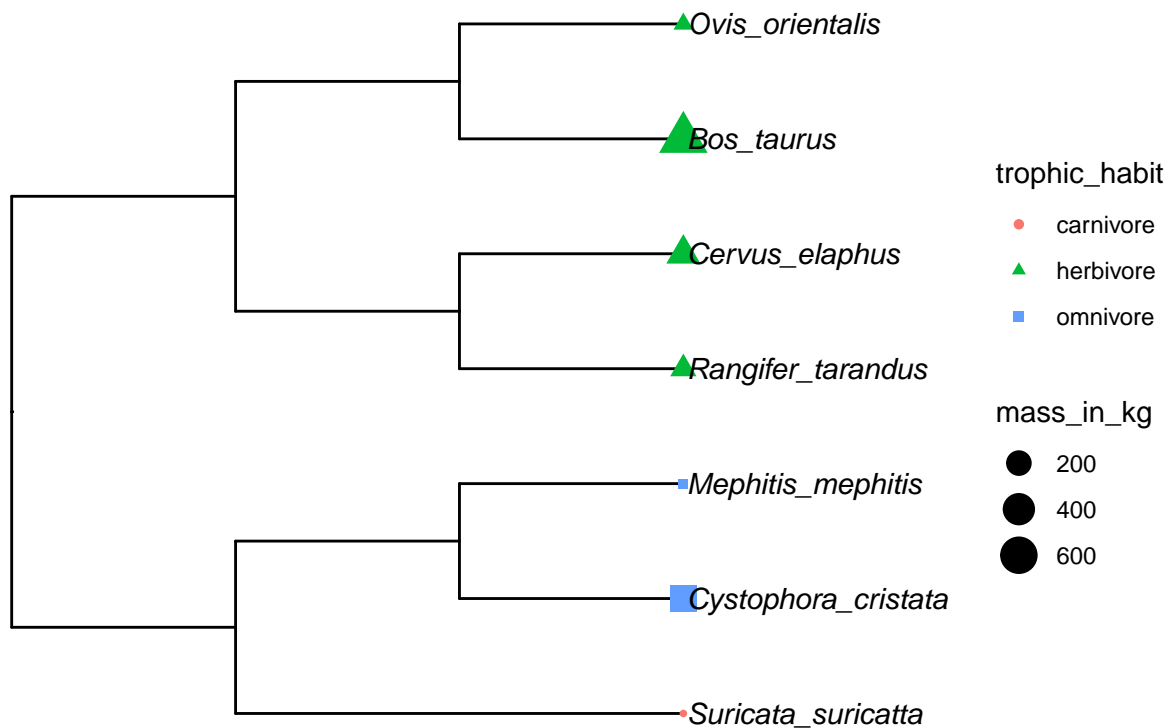 Ovis_orientalis
Bos_taurus
Cervus_elaphus
Rangifer_tarandus
Mephitis_mephitis
Cystophora_cristata
Suricata_suricatta
trophic_habit
carnivore
herbivore
omnivore
mass_in_kg
200
400
600